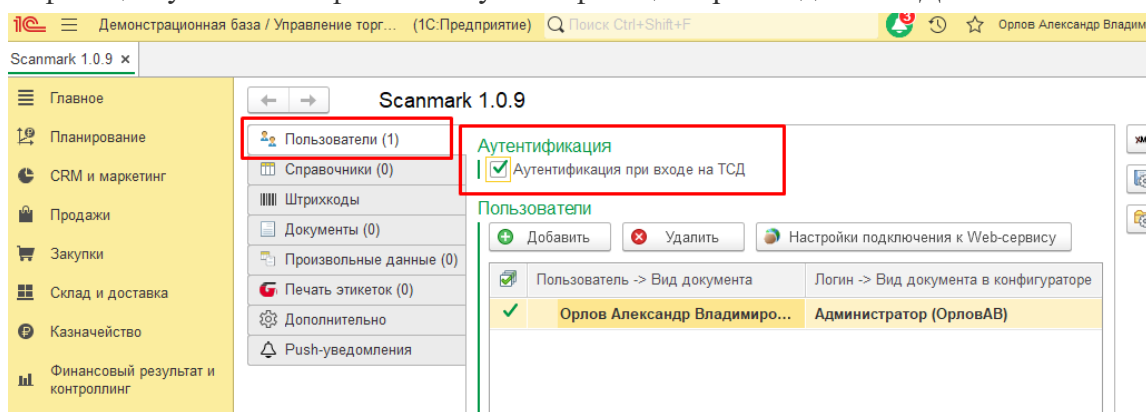 Демонстрационная база / Управление торг... (1С:Предприятие) Поиск Ctrl+Shift+F 9 Орлов Александр Владим
Scanmark 1.0.9 ×
Главное
Планирование
CRM и маркетинг
Продажи
Закупки
Склад и доставка
Казначейство
Финансовый результат и
контроллинг
Scanmark 1.0.9
Пользователи (1)
Справочники (0)
Штрихкоды
Документы (0)
Произвольные данные (0)
Печать этикеток (0)
Дополнительно
Push-уведомления
Аутентификация
Аутентификация при входе на ТСД
Пользователи
Добавить Удалить Настройки подключения к Web-сервису
Пользователь -> Вид документа Логин -> Вид документа в конфигураторе
Орлов Александр Владимиро... Администратор (ОрловАВ)